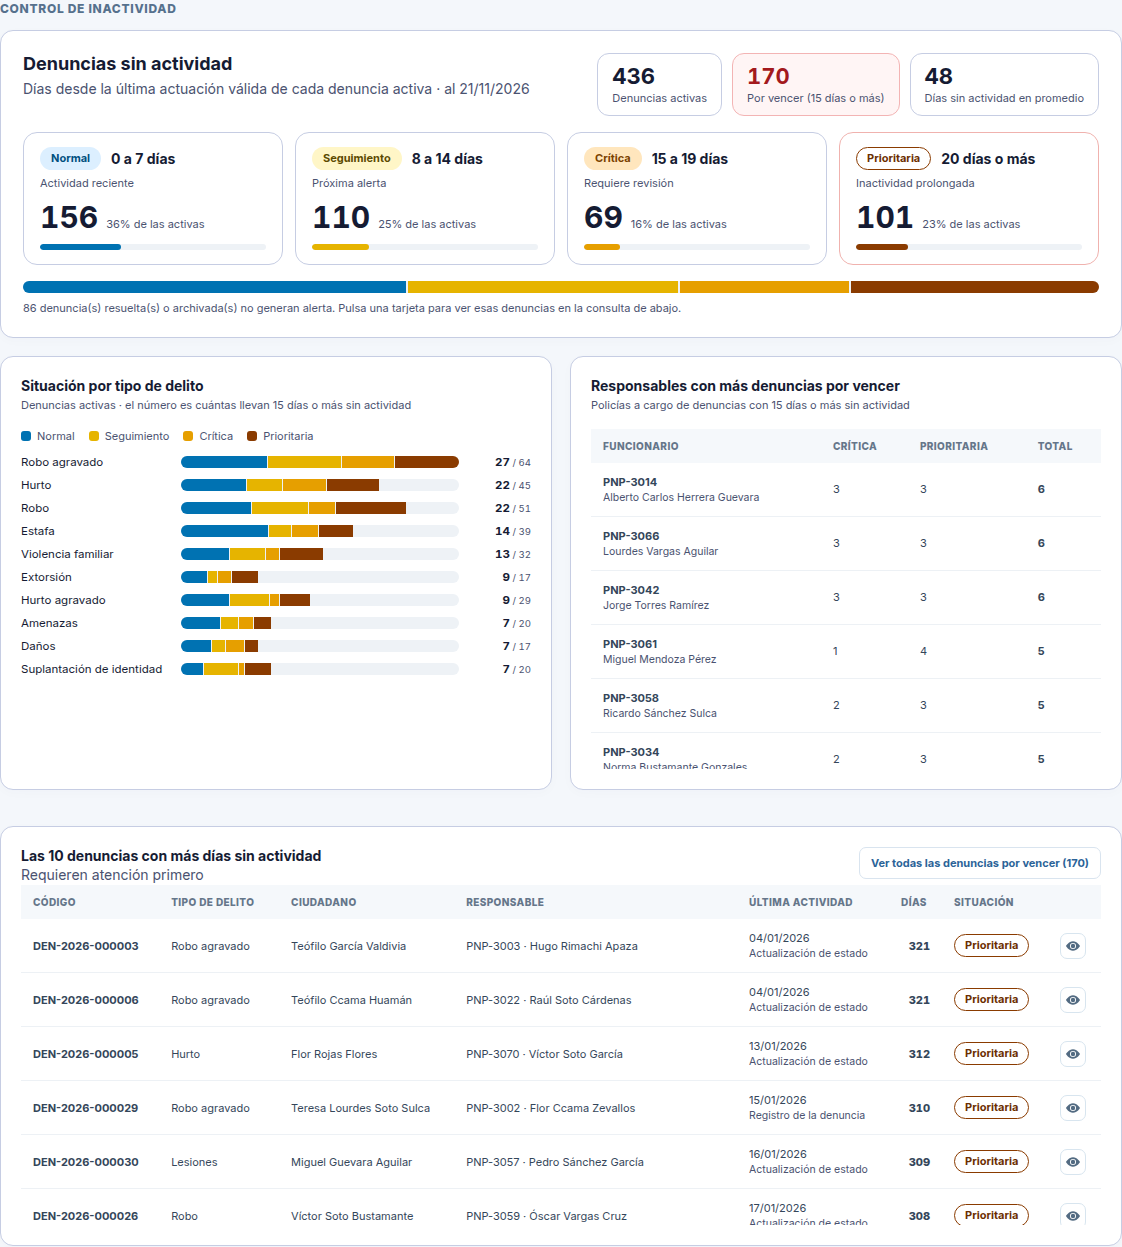 CONTROL DE INACTIVIDAD
Denuncias sin actividad
Días desde la última actuación válida de cada denuncia activa · al 21/11/2026
436
Denuncias activas
170
Por vencer (15 días o más)
48
Días sin actividad en promedio
Normal 0 a 7 días
Actividad reciente
156 36% de las activas
Seguimiento 8 a 14 días
Próxima alerta
110 25% de las activas
Crítica 15 a 19 días
Requiere revisión
69 16% de las activas
Prioritaria 20 días o más
Inactividad prolongada
101 23% de las activas
86 denuncia(s) resuelta(s) o archivada(s) no generan alerta. Pulsa una tarjeta para ver esas denuncias en la consulta de abajo.
Situación por tipo de delito
Denuncias activas · el número es cuántas llevan 15 días o más sin actividad
Normal Seguimiento Crítica Prioritaria
Robo agravado 27 / 64
Hurto 22 / 45
Robo 22 / 51
Estafa 14 / 39
Violencia familiar 13 / 32
Extorsión 9 / 17
Hurto agravado 9 / 29
Amenazas 7 / 20
Daños 7 / 17
Suplantación de identidad 7 / 20
Responsables con más denuncias por vencer
Policías a cargo de denuncias con 15 días o más sin actividad
FUNCIONARIO CRÍTICA PRIORITARIA TOTAL
PNP-3014
Alberto Carlos Herrera Guevara
3 3 6
PNP-3066
Lourdes Vargas Aguilar
3 3 6
PNP-3042
Jorge Torres Ramírez
3 3 6
PNP-3061
Miguel Mendoza Pérez
1 4 5
PNP-3058
Ricardo Sánchez Sulca
2 3 5
PNP-3034
Norma Bustamante Gonzales
2 3 5
Las 10 denuncias con más días sin actividad
Requieren atención primero
Ver todas las denuncias por vencer (170)
CÓDIGO TIPO DE DELITO CIUDADANO RESPONSABLE ÚLTIMA ACTIVIDAD DÍAS SITUACIÓN
DEN-2026-000003 Robo agravado Teófilo García Valdivia PNP-3003 · Hugo Rimachi Apaza 04/01/2026 321 Prioritaria
Actualización de estado
DEN-2026-000006 Robo agravado Teófilo Ccama Huamán PNP-3022 · Raúl Soto Cárdenas 04/01/2026 321 Prioritaria
Actualización de estado
DEN-2026-000005 Hurto Flor Rojas Flores PNP-3070 · Víctor Soto García 13/01/2026 312 Prioritaria
Actualización de estado
DEN-2026-000029 Robo agravado Teresa Lourdes Soto Sulca PNP-3002 · Flor Ccama Zevallos 15/01/2026 310 Prioritaria
Registro de la denuncia
DEN-2026-000030 Lesiones Miguel Guevara Aguilar PNP-3057 · Pedro Sánchez García 16/01/2026 309 Prioritaria
Actualización de estado
DEN-2026-000026 Robo Víctor Soto Bustamante PNP-3059 · Óscar Vargas Cruz 17/01/2026 308 Prioritaria
Actualización de estado